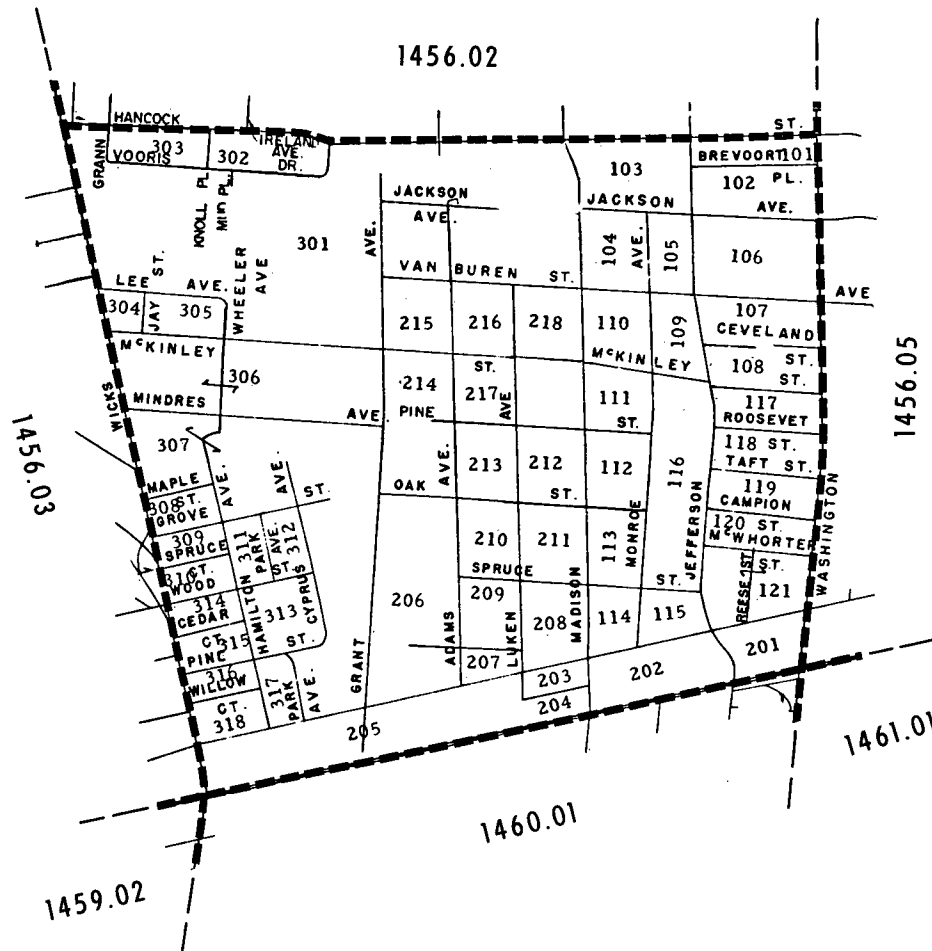 1456.02
HANCOCK
ST.
IRELAND
303
302
AVE.
DR.
VOORIS
BREVOORT 101
103
102 PL.
GRANN
KNOLL PL
JACKSON
AVE.
JACKSON
AVE.
301
AVE.
104
AVE.
105
106
WHEELER
AVE
ST.
VAN BUREN ST.
LEE AVE.
AVE
304
JAY
305
107
CEVELAND
215
216
218
110
109
ST.
MCKINLEY
MCKINLEY
108
ST.
1456.05
306
214
ST.
217
AVE
111
117
ROOSEVET
MINDRES
AVE.
PINE
ST.
WICKS
118 ST.
TAFT ST.
1456.03
307
213
212
112
116
AVE.
119
CAMPION
MAPLE
ST.
308
GROVE
AVE.
AVE.
ST.
OAK
ST.
120 ST.
MCWHORTER
309
SPRUCE
CT.
310
WOOD
311
PARK
AVE.
312
ST.
210
211
113
MONROE
JEFFERSON
WASHINGTON
SPRUCE
ST.
ST.
REESE 1ST
121
314
CEDAR
CT.
HAMILTON
313
CYPRUS
206
209
208
MADISON
114
115
315
ST.
PINE
316
WILLOW
CT.
318
317
PARK
AVE.
GRANT
ADAMS
207
LUKEN
203
202
201
204
205
1461.01
1460.01
1459.02